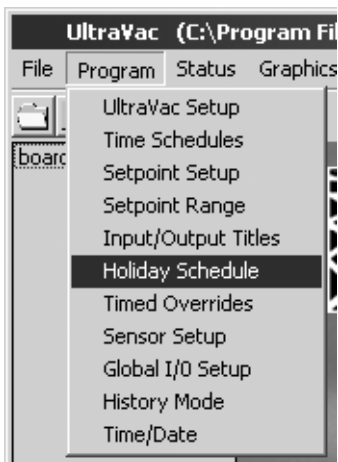 UltraVac (C:\Program Fil
File Program Status Graphics
board
UltraVac Setup
Time Schedules
Setpoint Setup
Setpoint Range
Input/Output Titles
Holiday Schedule
Timed Overrides
Sensor Setup
Global I/0 Setup
History Mode
Time/Date